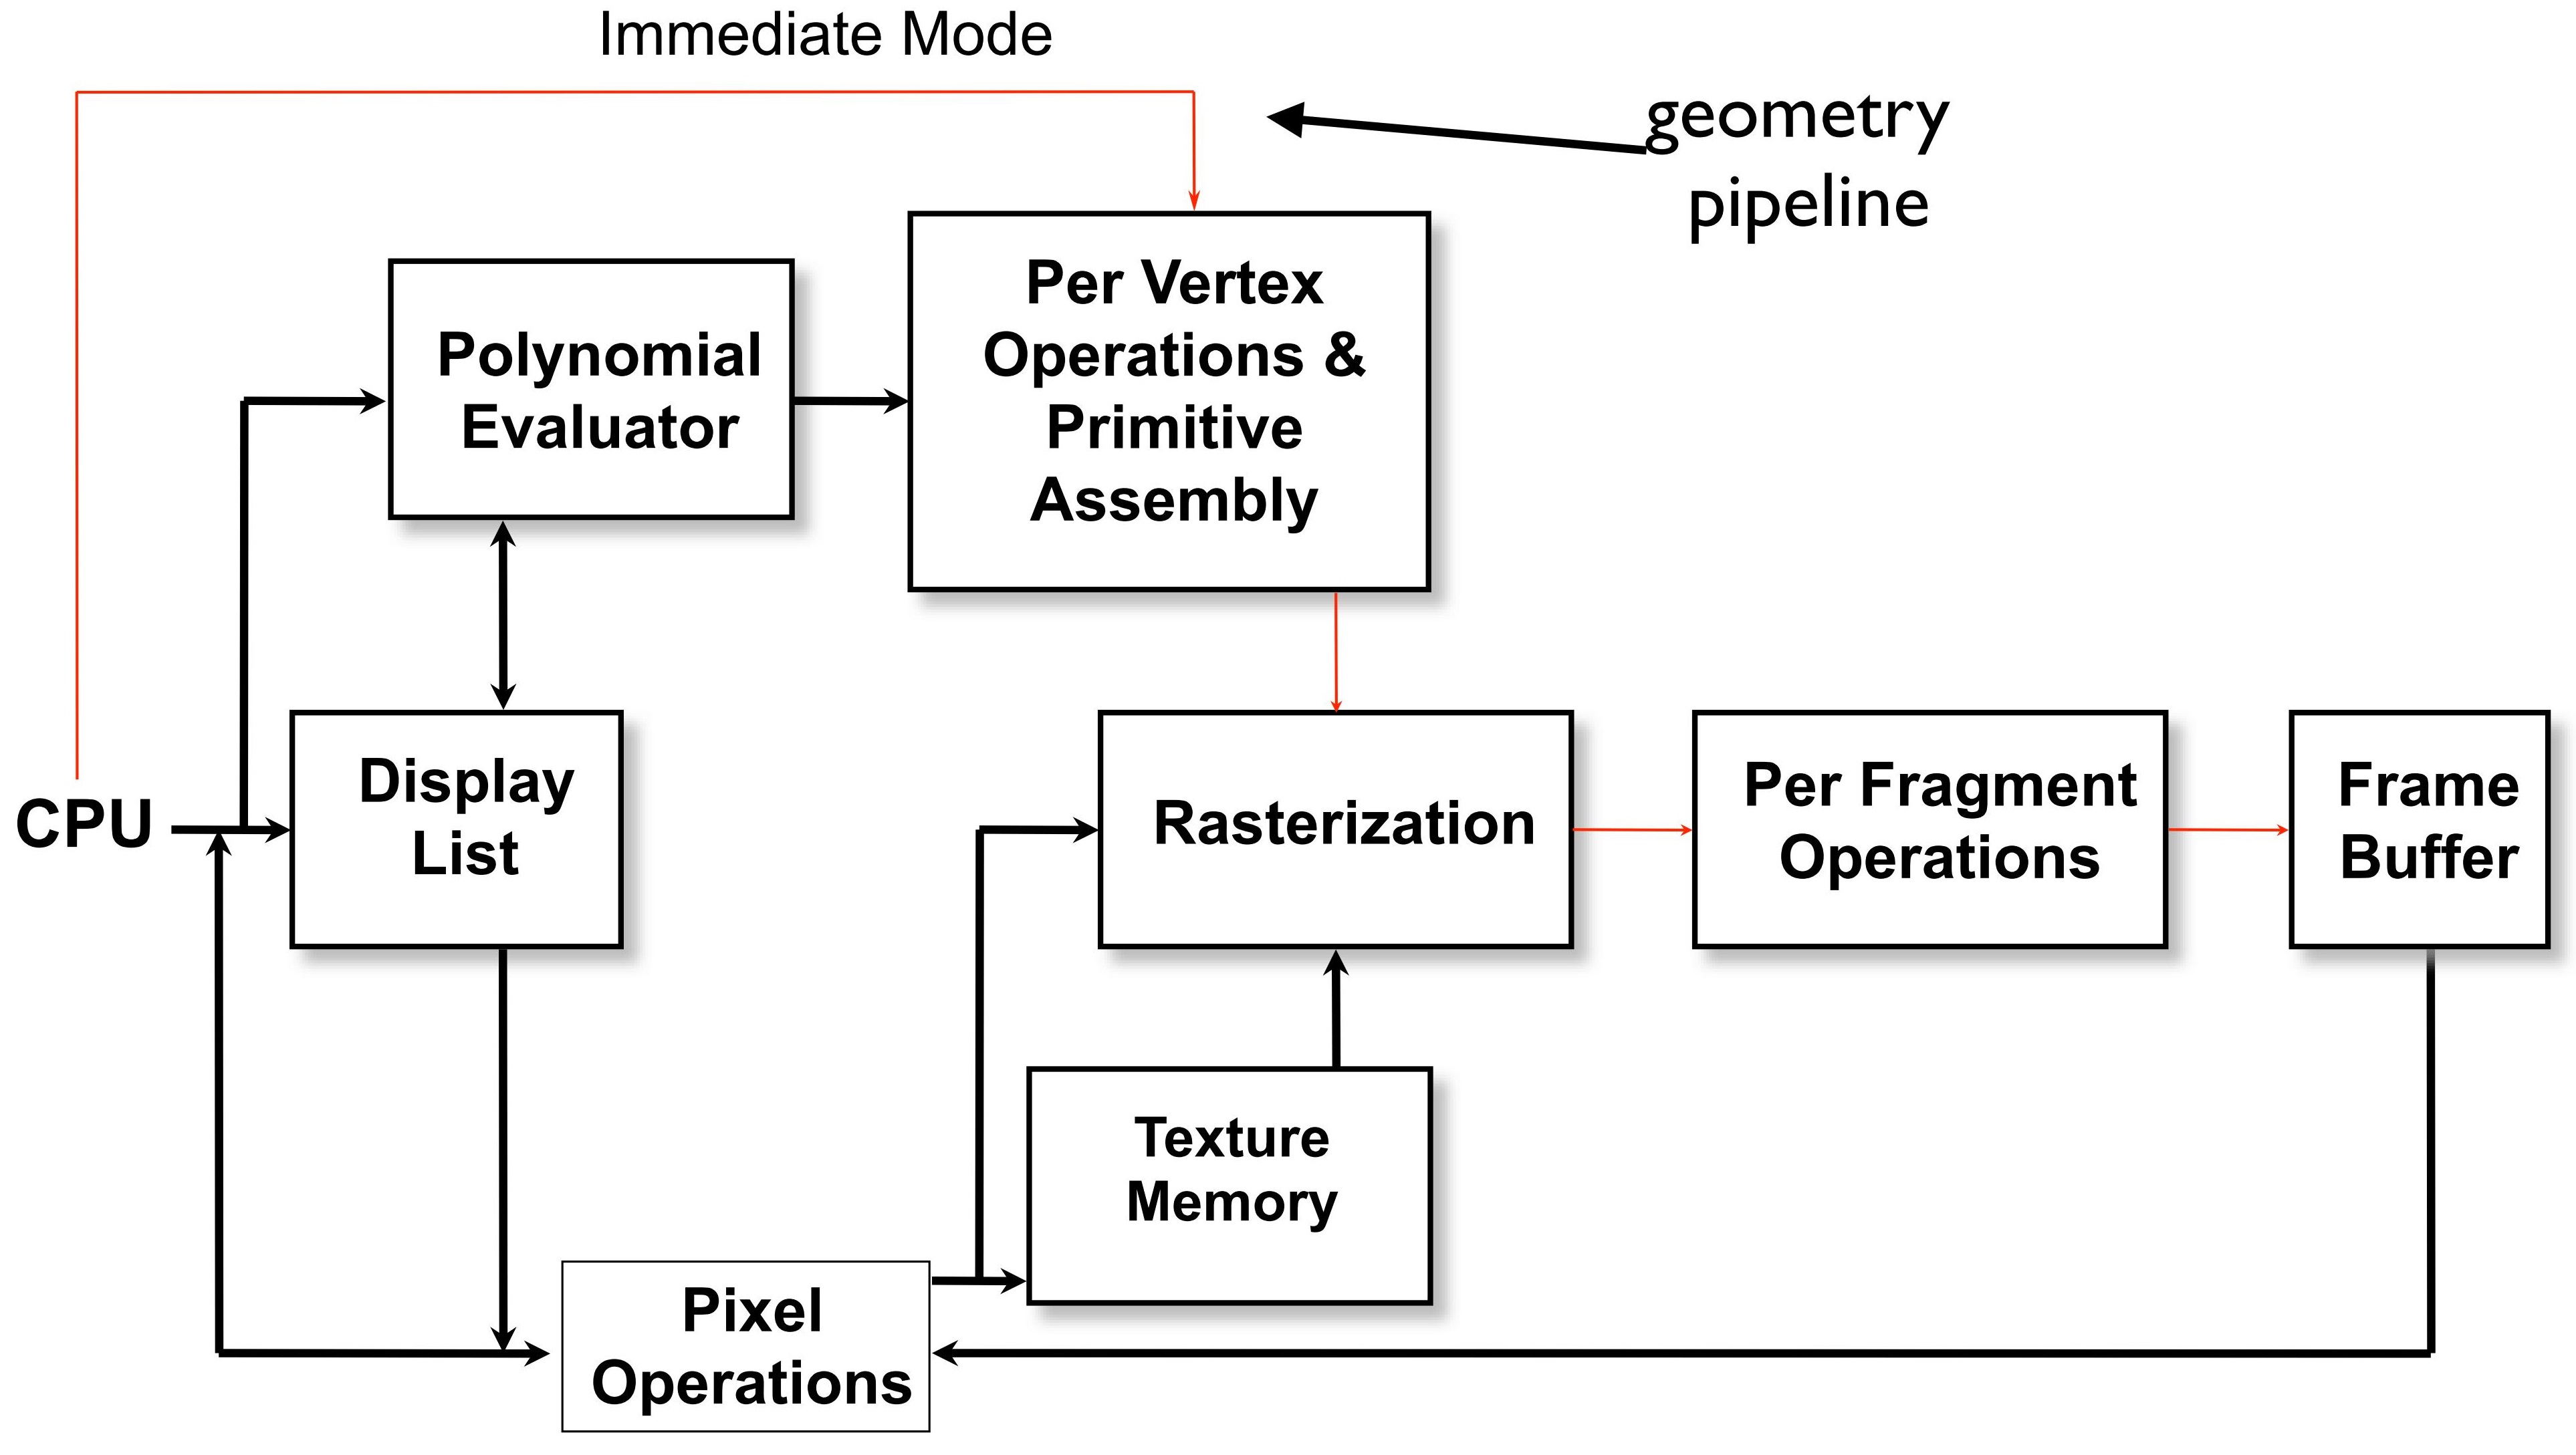 Immediate Mode
geometry
pipeline
Polynomial
Evaluator
Per Vertex
Operations &
Primitive
Assembly
CPU
Display
List
Rasterization
Per Fragment
Operations
Frame
Buffer
Texture
Memory
Pixel
Operations